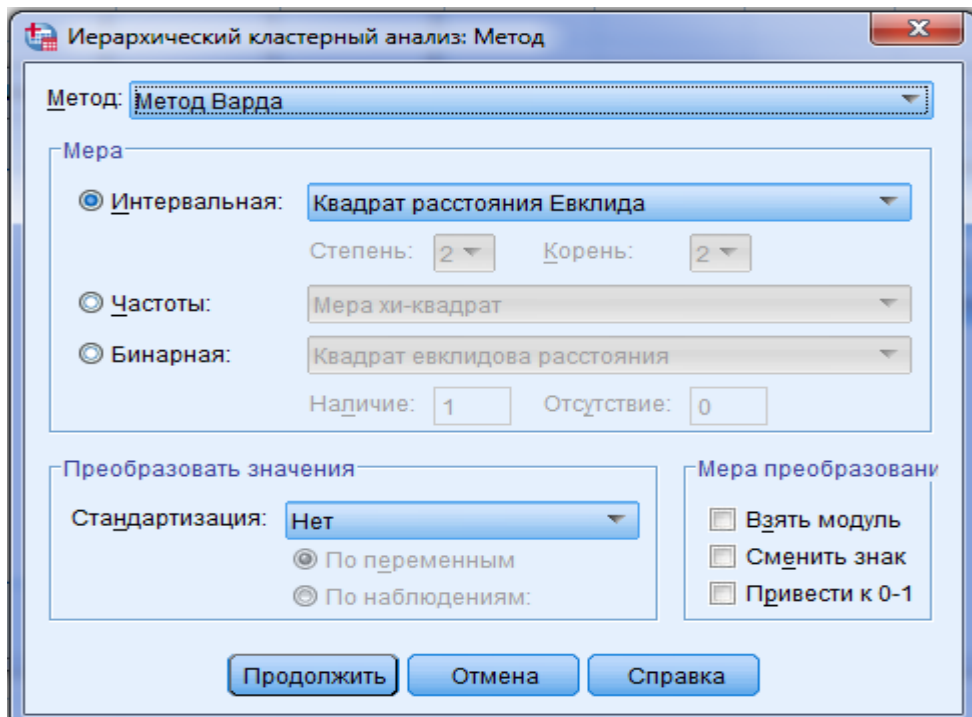 Иерархический кластерный анализ: Метод
Метод: Метод Варда
Мера
Интервальная: Квадрат расстояния Евклида
Степень: 2 Корень: 2
Частоты: Мера хи-квадрат
Бинарная: Квадрат евклидова расстояния
Наличие: 1 Отсутствие: 0
Преобразовать значения
Стандартизация: Нет
По переменным
По наблюдениям:
Мера преобразовани
Взять модуль
Сменить знак
Привести к 0-1
Продолжить Отмена Справка